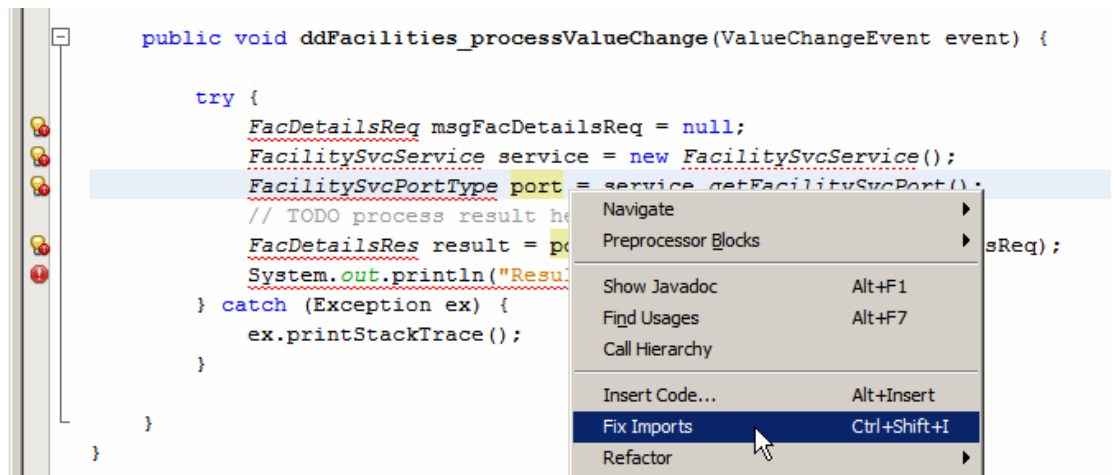 public void ddFacilities_processValueChange(ValueChangeEvent event) {
try {
FacDetailsReq msgFacDetailsReq = null;
FacilitySvcService service = new FacilitySvcService();
FacilitySvcPortType port = service.getFacilitySvcPort();
// TODO process result
FacDetailsRes result = sReq);
System.out.println("Resul
} catch (Exception ex) {
ex.printStackTrace();
}
}
}
Navigate
Preprocessor Blocks
Show Javadoc Alt+F1
Find Usages Alt+F7
Call Hierarchy
Insert Code... Alt+Insert
Fix Imports Ctrl+Shift+I
Refactor